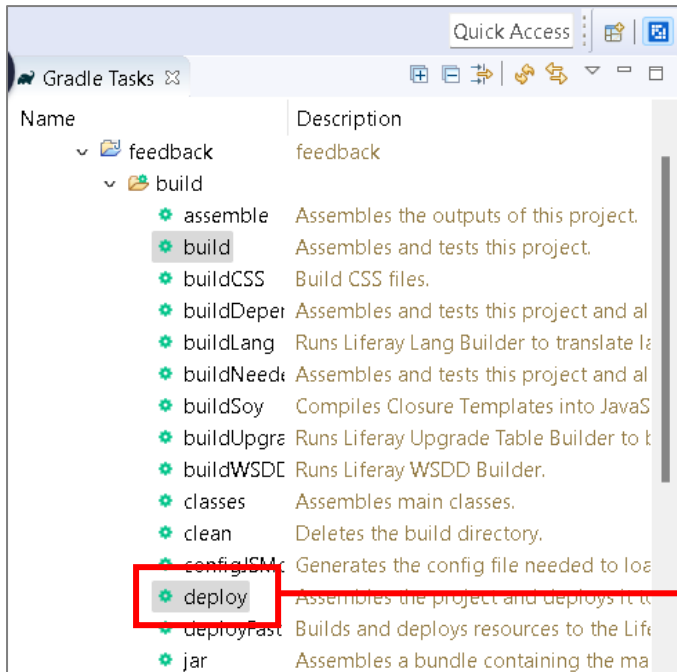 Quick Access
Gradle Tasks
Name Description
feedback feedback
build
assemble Assembles the outputs of this project.
build Assembles and tests this project.
buildCSS Build CSS files.
buildDeper Assembles and tests this project and al
buildLang Runs Liferay Lang Builder to translate la
buildNeede Assembles and tests this project and al
buildSoy Compiles Closure Templates into JavaS
buildUpgra Runs Liferay Upgrade Table Builder to b
buildWSDD Runs Liferay WSDD Builder.
classes Assembles main classes.
clean Deletes the build directory.
configJSMo Generates the config file needed to loa
deploy Assembles the project and deploys it to
deployFast Builds and deploys resources to the Life
jar Assembles a bundle containing the ma